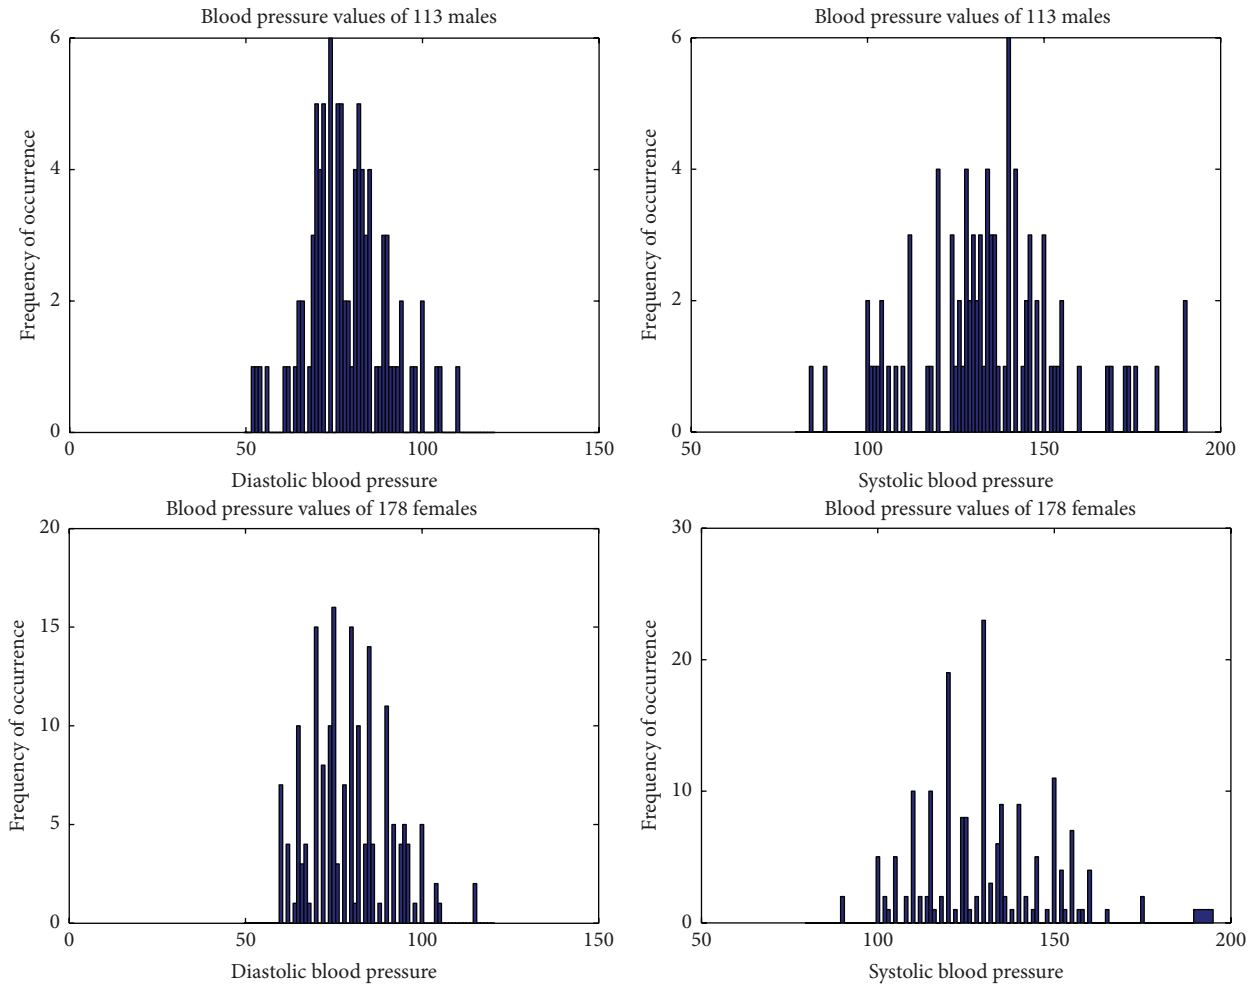 Blood pressure values of 113 males
6
4
2
0
0
50
100
150
Frequency of occurrence
Diastolic blood pressure
Blood pressure values of 113 males
6
4
2
0
50
100
150
200
Frequency of occurrence
Systolic blood pressure
Blood pressure values of 178 females
20
15
10
5
0
0
50
100
150
Frequency of occurrence
Diastolic blood pressure
Blood pressure values of 178 females
30
20
10
0
50
100
150
200
Frequency of occurrence
Systolic blood pressure